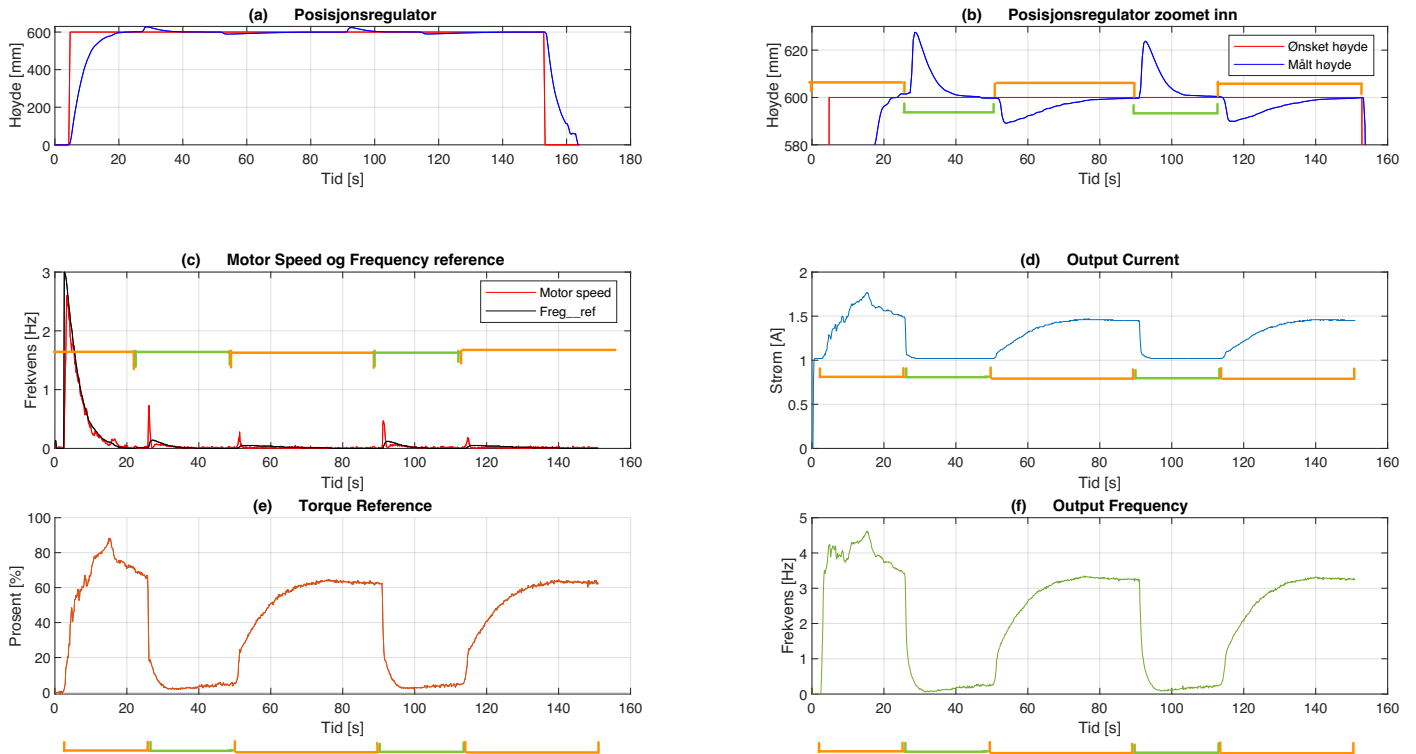 (a) Posisjonsregulator
Høyde [mm]
600
400
200
0
0 20 40 60 80 100 120 140 160 180
Tid [s]
(b) Posisjonsregulator zoomet inn
Høyde [mm]
620
600
580
Ønsket høyde
Målt høyde
0 20 40 60 80 100 120 140 160
Tid [s]
(c) Motor Speed og Frequency reference
Frekvens [Hz]
3
2
1
0
Motor speed
Freg__ref
0 20 40 60 80 100 120 140 160
Tid [s]
(d) Output Current
Strøm [A]
2
1.5
1
0.5
0
0 20 40 60 80 100 120 140 160
Tid [s]
(e) Torque Reference
Prosent [%]
100
80
60
40
20
0
0 20 40 60 80 100 120 140 160
Tid [s]
(f) Output Frequency
Frekvens [Hz]
5
4
3
2
1
0
0 20 40 60 80 100 120 140 160
Tid [s]